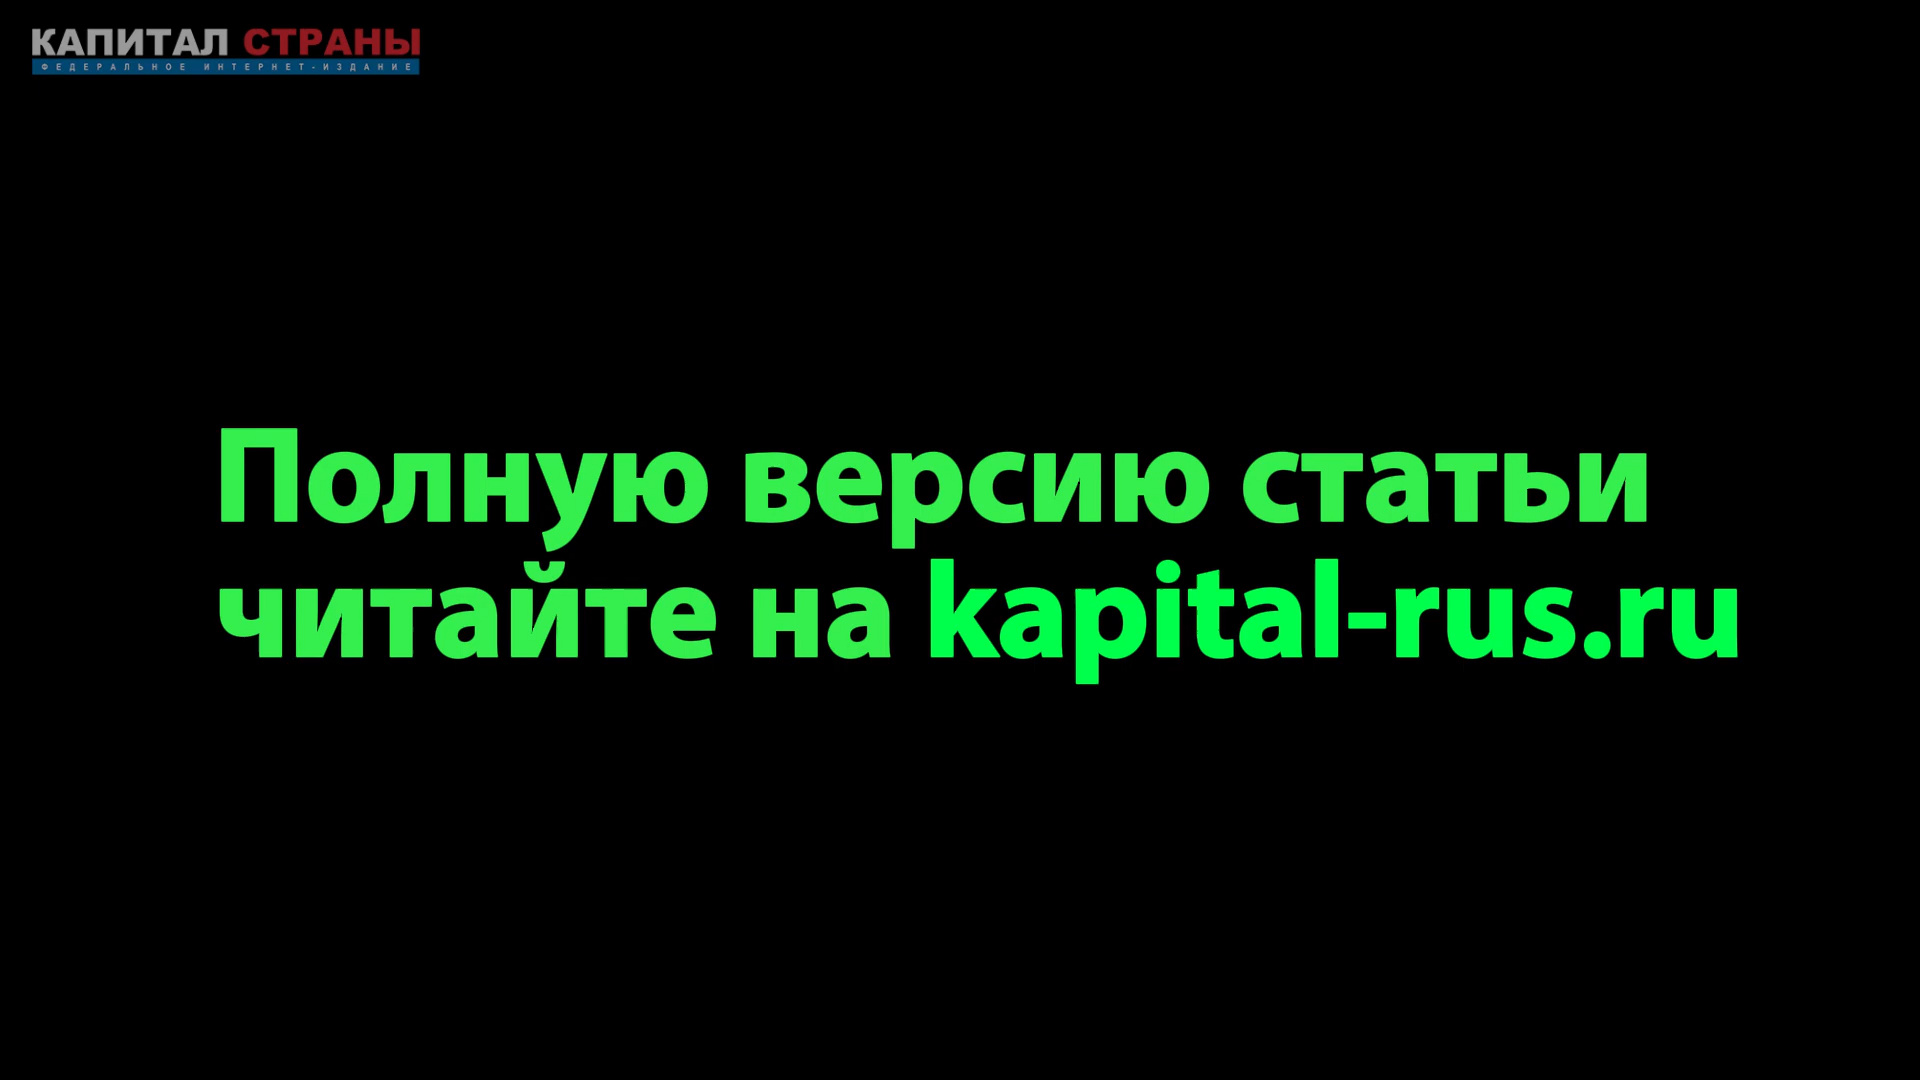 КАПИТАЛ СТРАНЫ
ФЕДЕРАЛЬНОЕ ИНТЕРНЕТ-ИЗДАНИЕ
Полную версию статьи
читайте на kapital-rus.ru